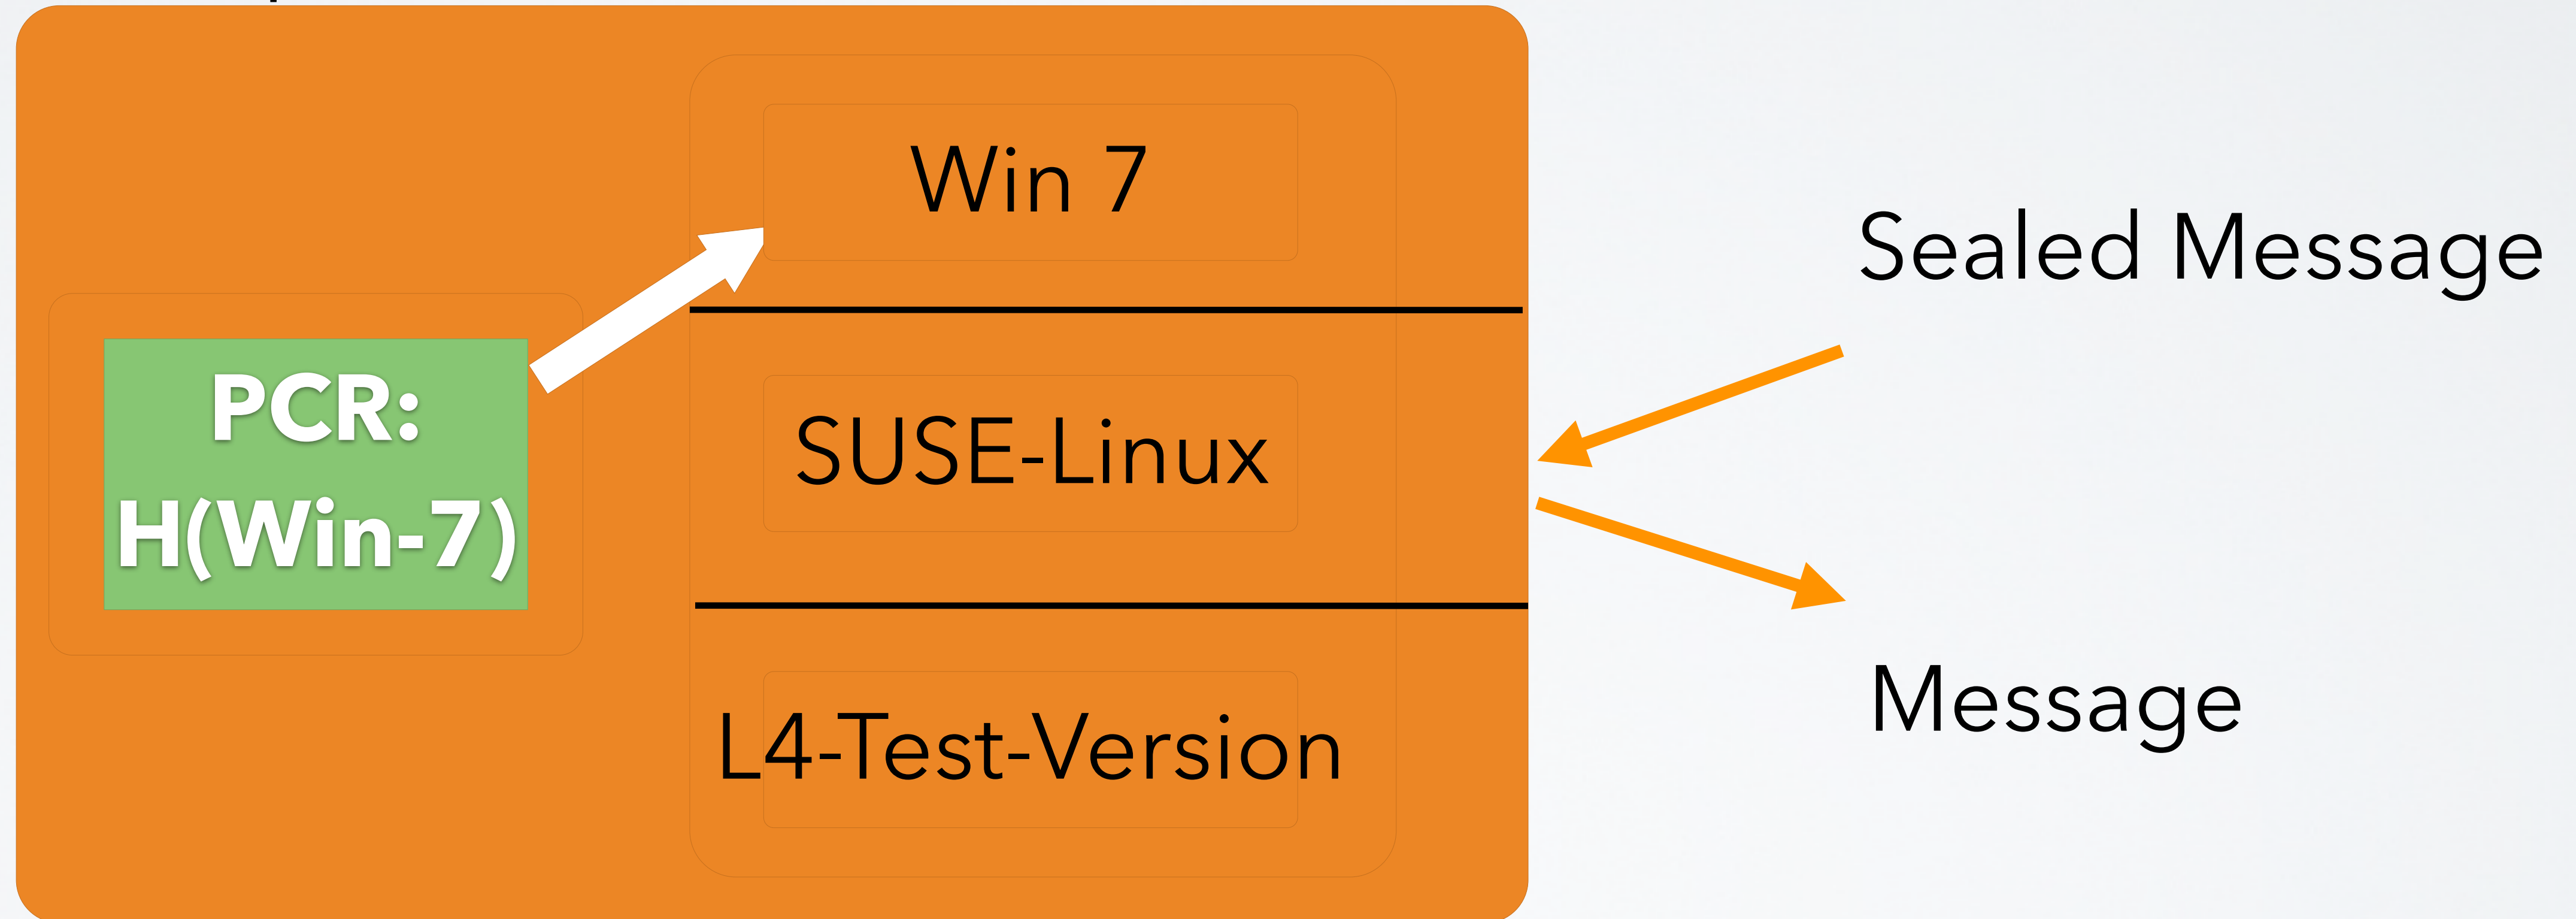 Win 7
Sealed Message
PCR:
SUSE-Linux
H(Win-7)
Message
L4-Test-Version